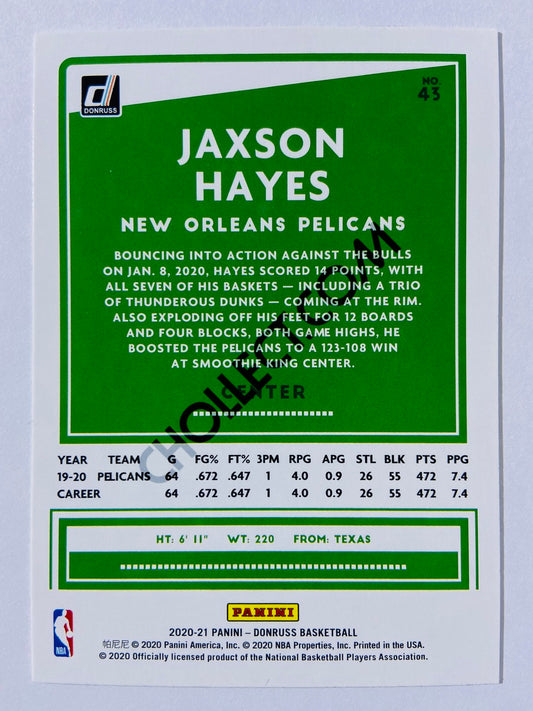 DONRUSS
NO.
43
JAXSON
HAYES
NEW ORLEANS PELICANS
BOUNCING INTO ACTION AGAINST THE BULLS
ON JAN. 8, 2020, HAYES SCORED 14 POINTS, WITH
ALL SEVEN OF HIS BASKETS — INCLUDING A TRIO
OF THUNDEROUS DUNKS — COMING AT THE RIM.
ALSO EXPLODING OFF HIS FEET FOR 12 BOARDS
AND FOUR BLOCKS, BOTH GAME HIGHS, HE
BOOSTED THE PELICANS TO A 123-108 WIN
AT SMOOTHIE KING CENTER.
CENTER
CHOLLECT.COM
YEAR TEAM G FG% FT% 3PM RPG APG STL BLK PTS PPG
19-20 PELICANS 64 .672 .647 1 4.0 0.9 26 55 472 7.4
CAREER 64 .672 .647 1 4.0 0.9 26 55 472 7.4
HT: 6' 11" WT: 220 FROM: TEXAS
PANINI
2020-21 PANINI – DONRUSS BASKETBALL
帕尼尼 © 2020 Panini America, Inc. © 2020 NBA Properties, Inc. Printed in the USA.
© 2020 Officially licensed product of the National Basketball Players Association.
NBA